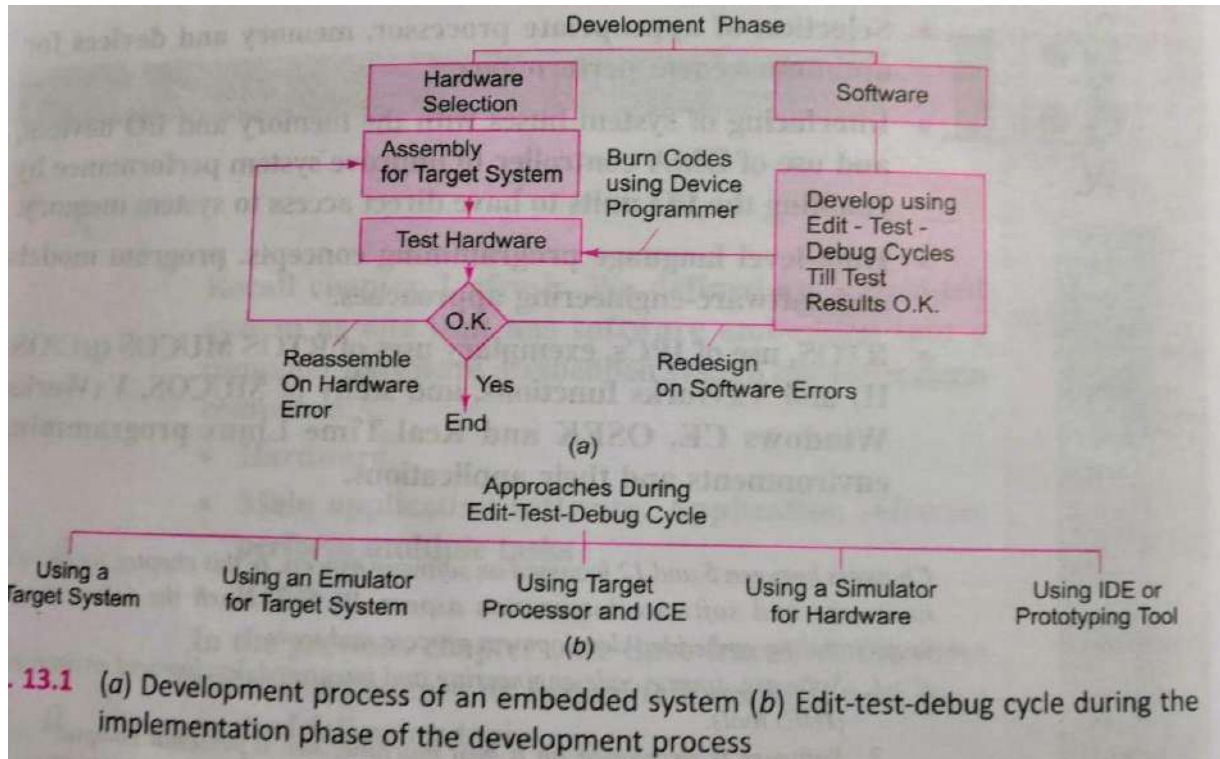 Development Phase
Hardware
Selection
Software
Assembly
for Target System
Burn Codes
using Device
Programmer
Develop using
Edit - Test -
Debug Cycles
Till Test
Results O.K.
Test Hardware
O.K.
Reassemble
On Hardware
Error
Yes
Redesign
on Software Errors
End
(a)
Approaches During
Edit-Test-Debug Cycle
Using a
Target System
Using an Emulator
for Target System
Using Target
Processor and ICE
Using a Simulator
for Hardware
Using IDE or
Prototyping Tool
(b)
. 13.1 (a) Development process of an embedded system (b) Edit-test-debug cycle during the
implementation phase of the development process